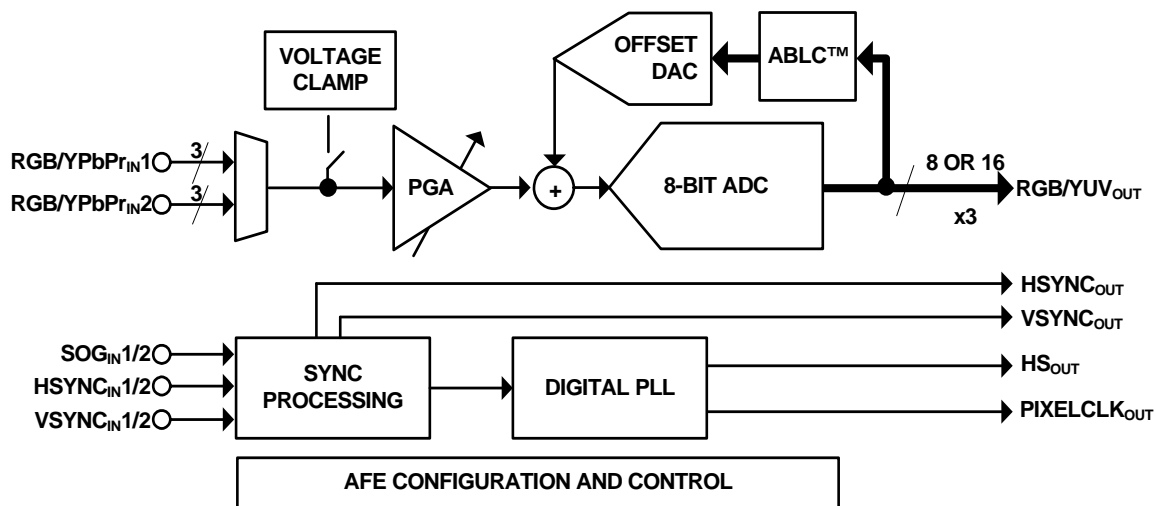 VOLTAGE
CLAMP
OFFSET
DAC
ABLC™
RGB/YPbPrIN1
3
RGB/YPbPrIN2
3
PGA
+
8-BIT ADC
8 OR 16
x3
RGB/YUVOUT
HSYNCOUT
VSYNCOUT
SOGIN1/2
HSYNCIN1/2
VSYNCIN1/2
SYNC
PROCESSING
DIGITAL PLL
HSOUT
PIXELCLKOUT
AFE CONFIGURATION AND CONTROL